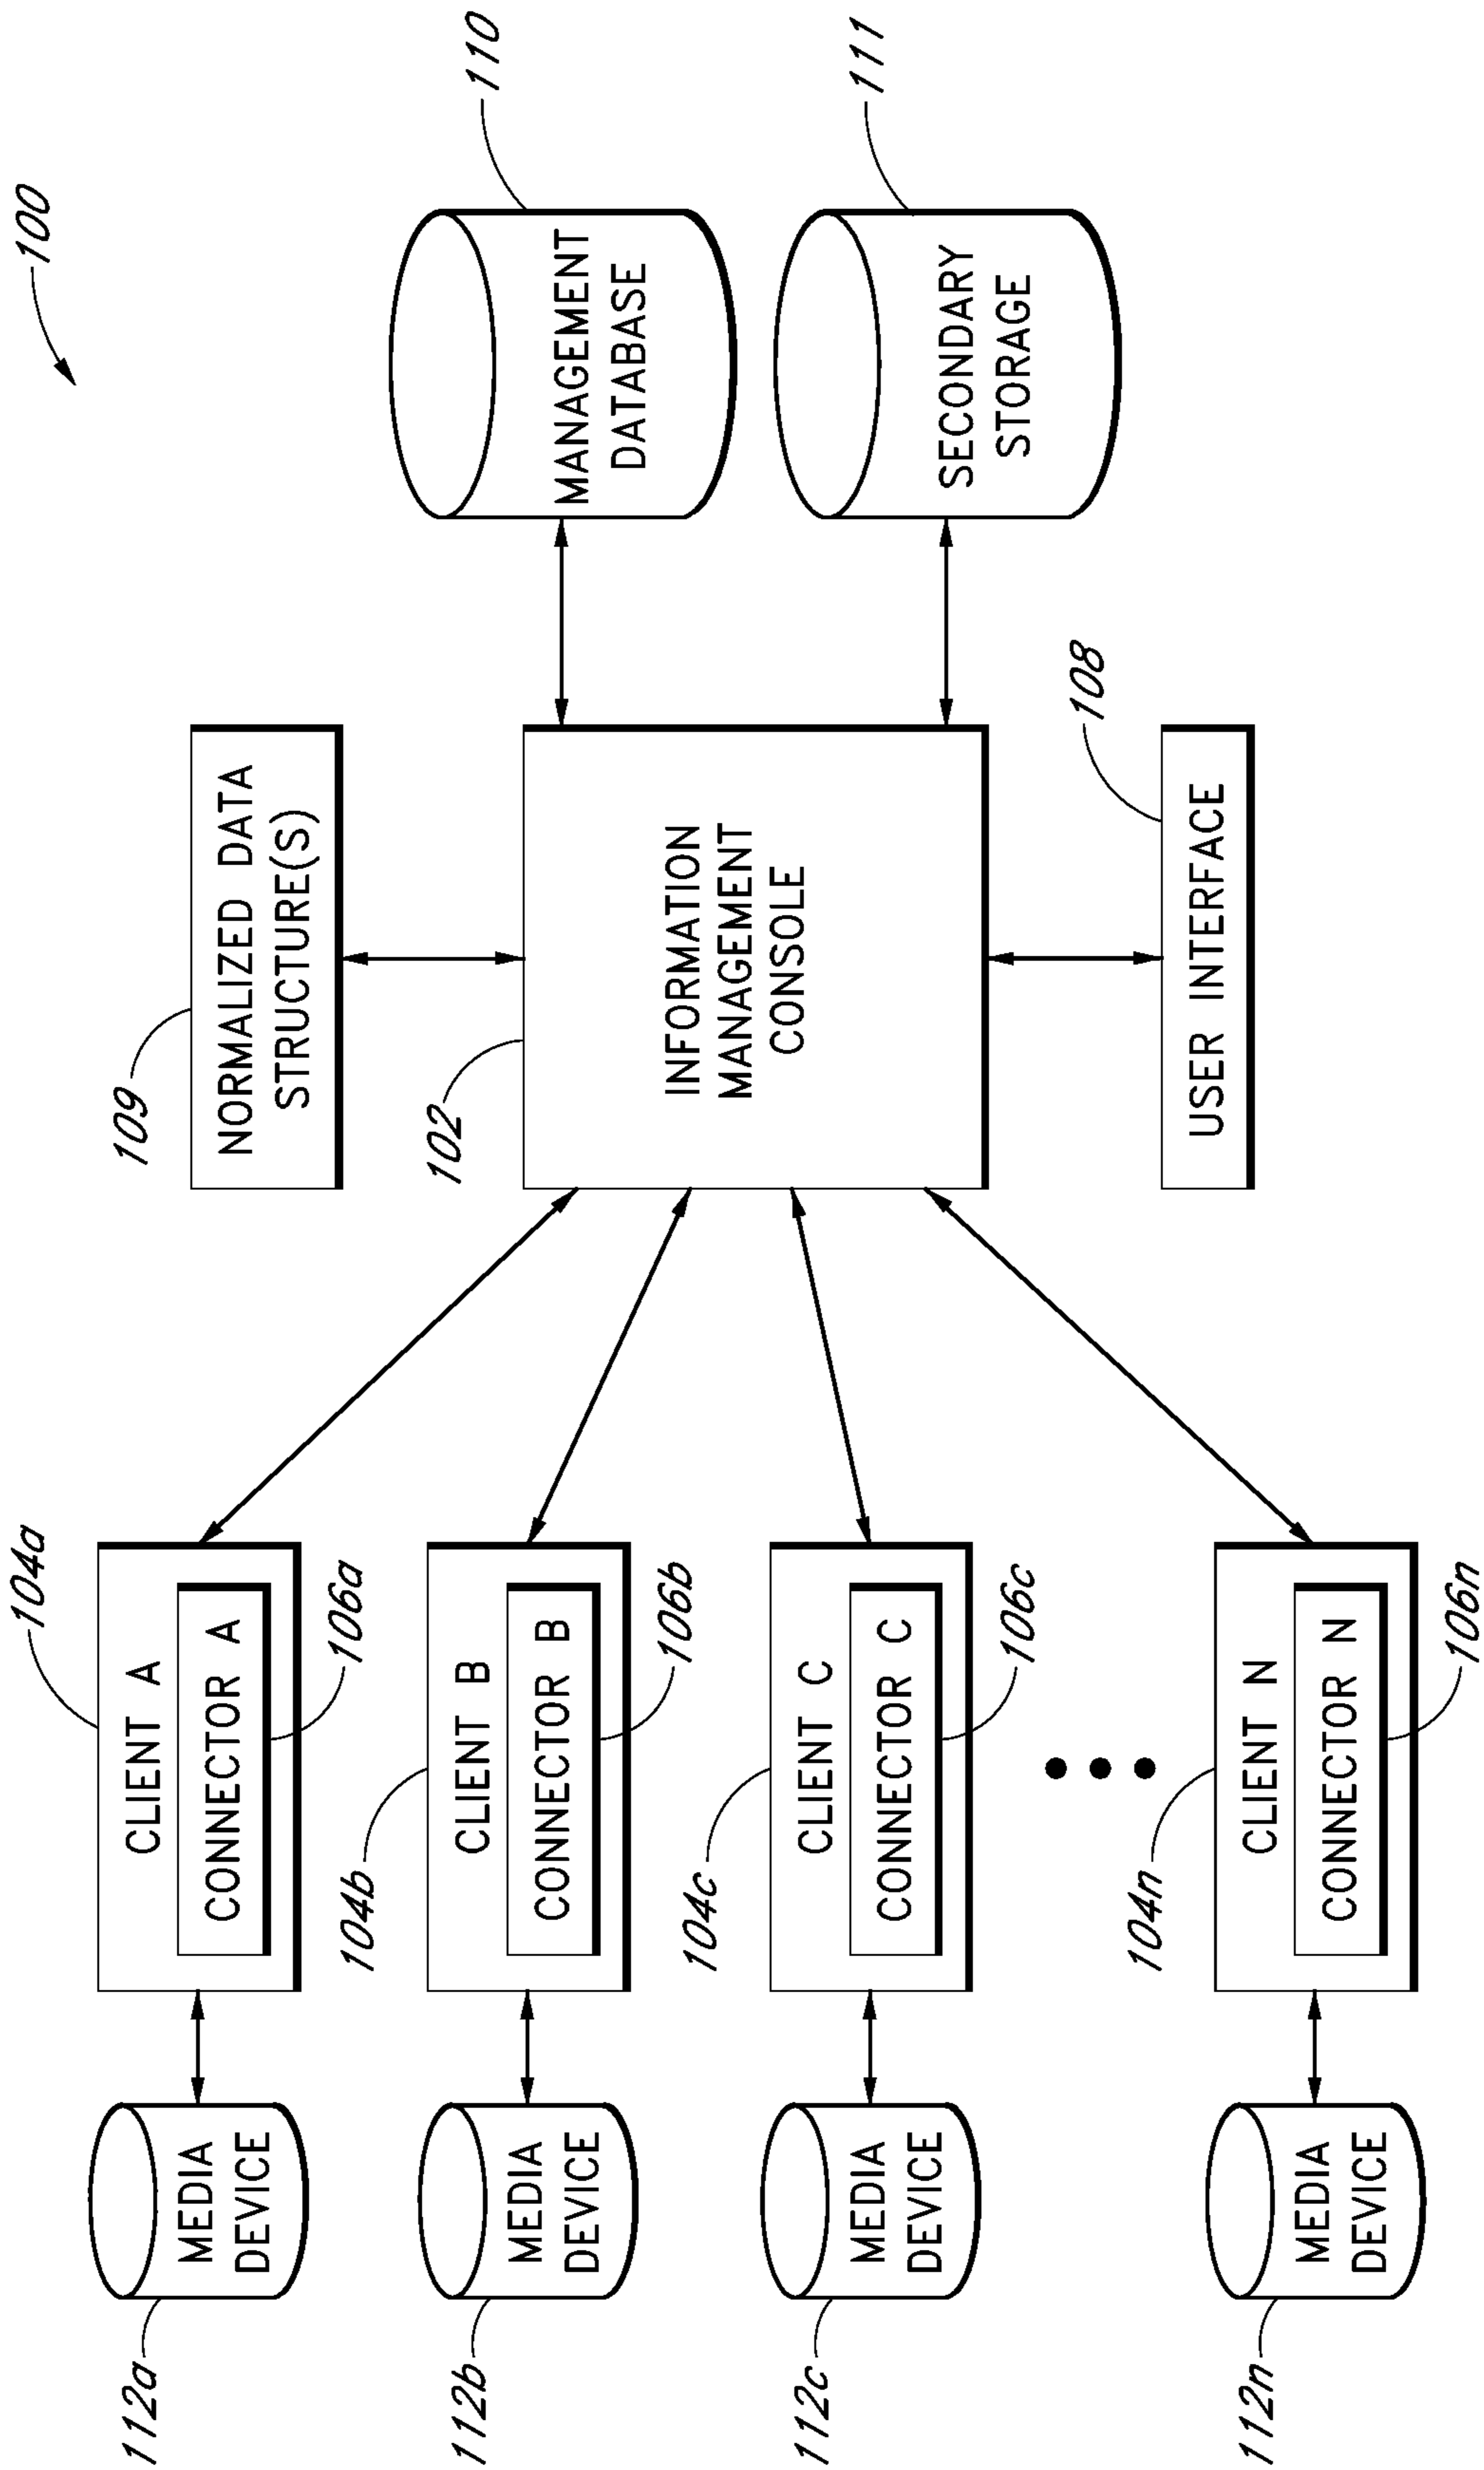 100
109
NORMALIZED DATA
STRUCTURE(S)
104a
CLIENT A
CONNECTOR A
106a
112a
MEDIA
DEVICE
104b
CLIENT B
CONNECTOR B
106b
112b
MEDIA
DEVICE
104c
CLIENT C
CONNECTOR C
106c
112c
MEDIA
DEVICE
104n
CLIENT N
CONNECTOR N
106n
112n
MEDIA
DEVICE
102
INFORMATION
MANAGEMENT
CONSOLE
110
MANAGEMENT
DATABASE
111
SECONDARY
STORAGE
108
USER INTERFACE